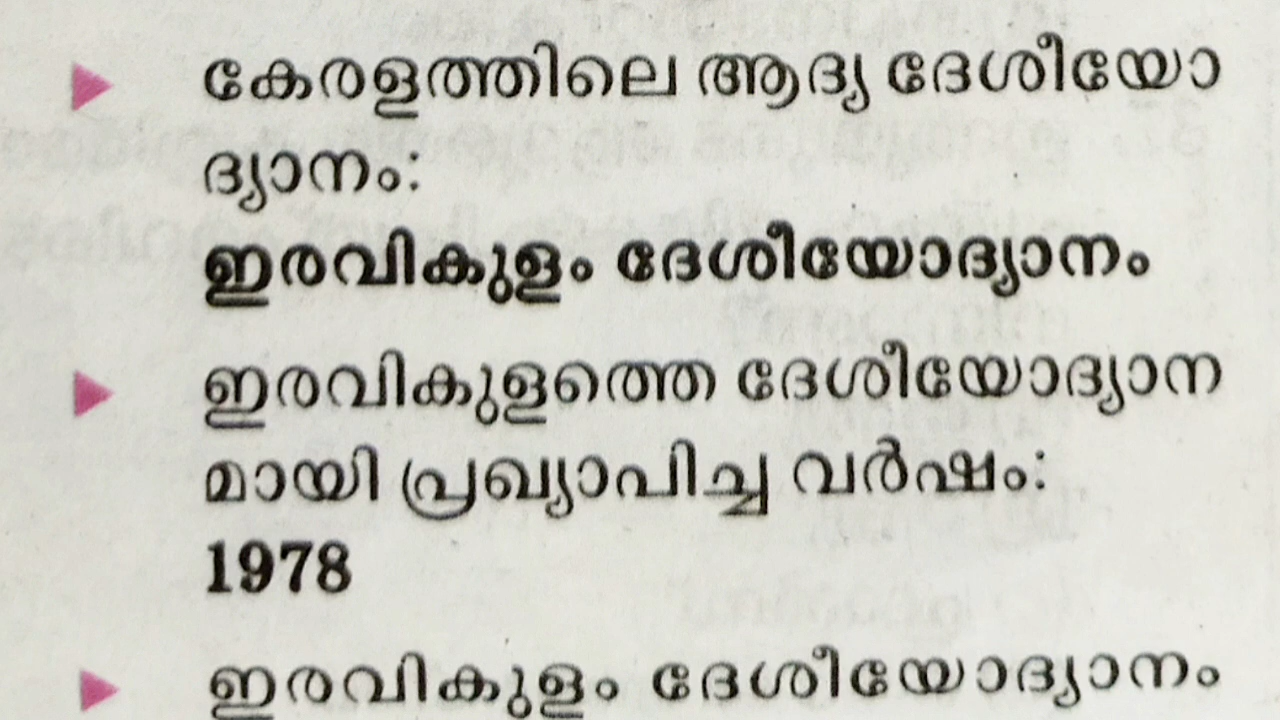 കേരളത്തിലെ ആദ്യ ദേശീയോ
ദ്യാനം:
ഇരവികുളം ദേശീയോദ്യാനം
ഇരവികുളത്തെ ദേശീയോദ്യാന
മായി പ്രഖ്യാപിച്ച വർഷം:
1978
ഇരവികുളം ദേശീയോദ്യാനം